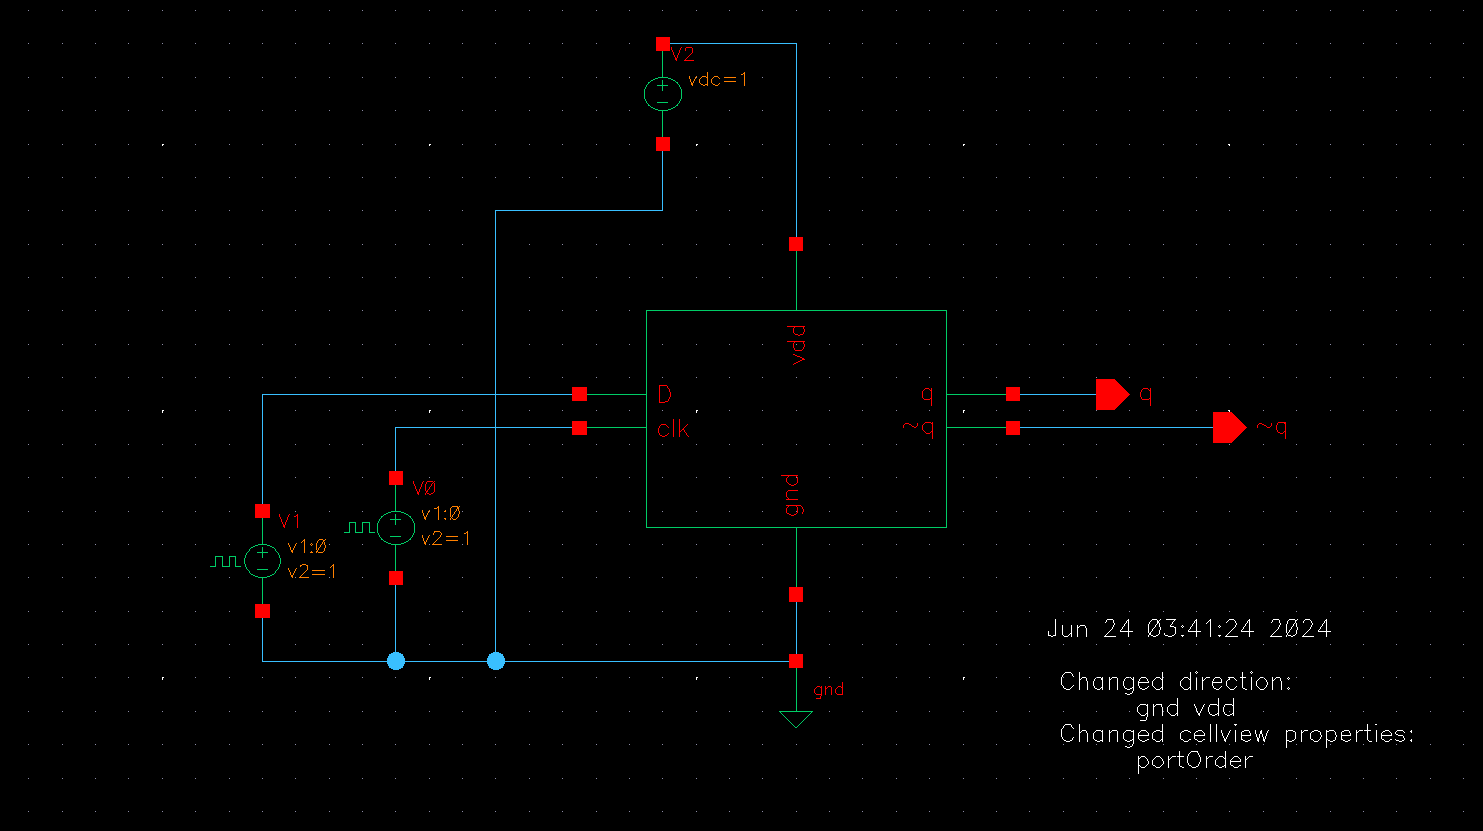 V2
vdc=1
vdd
D
q
q
clk
~q
~q
V0
v1:0
v2=1
gnd
V1
v1:0
v2=1
Jun 24 03:41:24 2024
gnd
Changed direction:
gnd vdd
Changed cellview properties:
portOrder